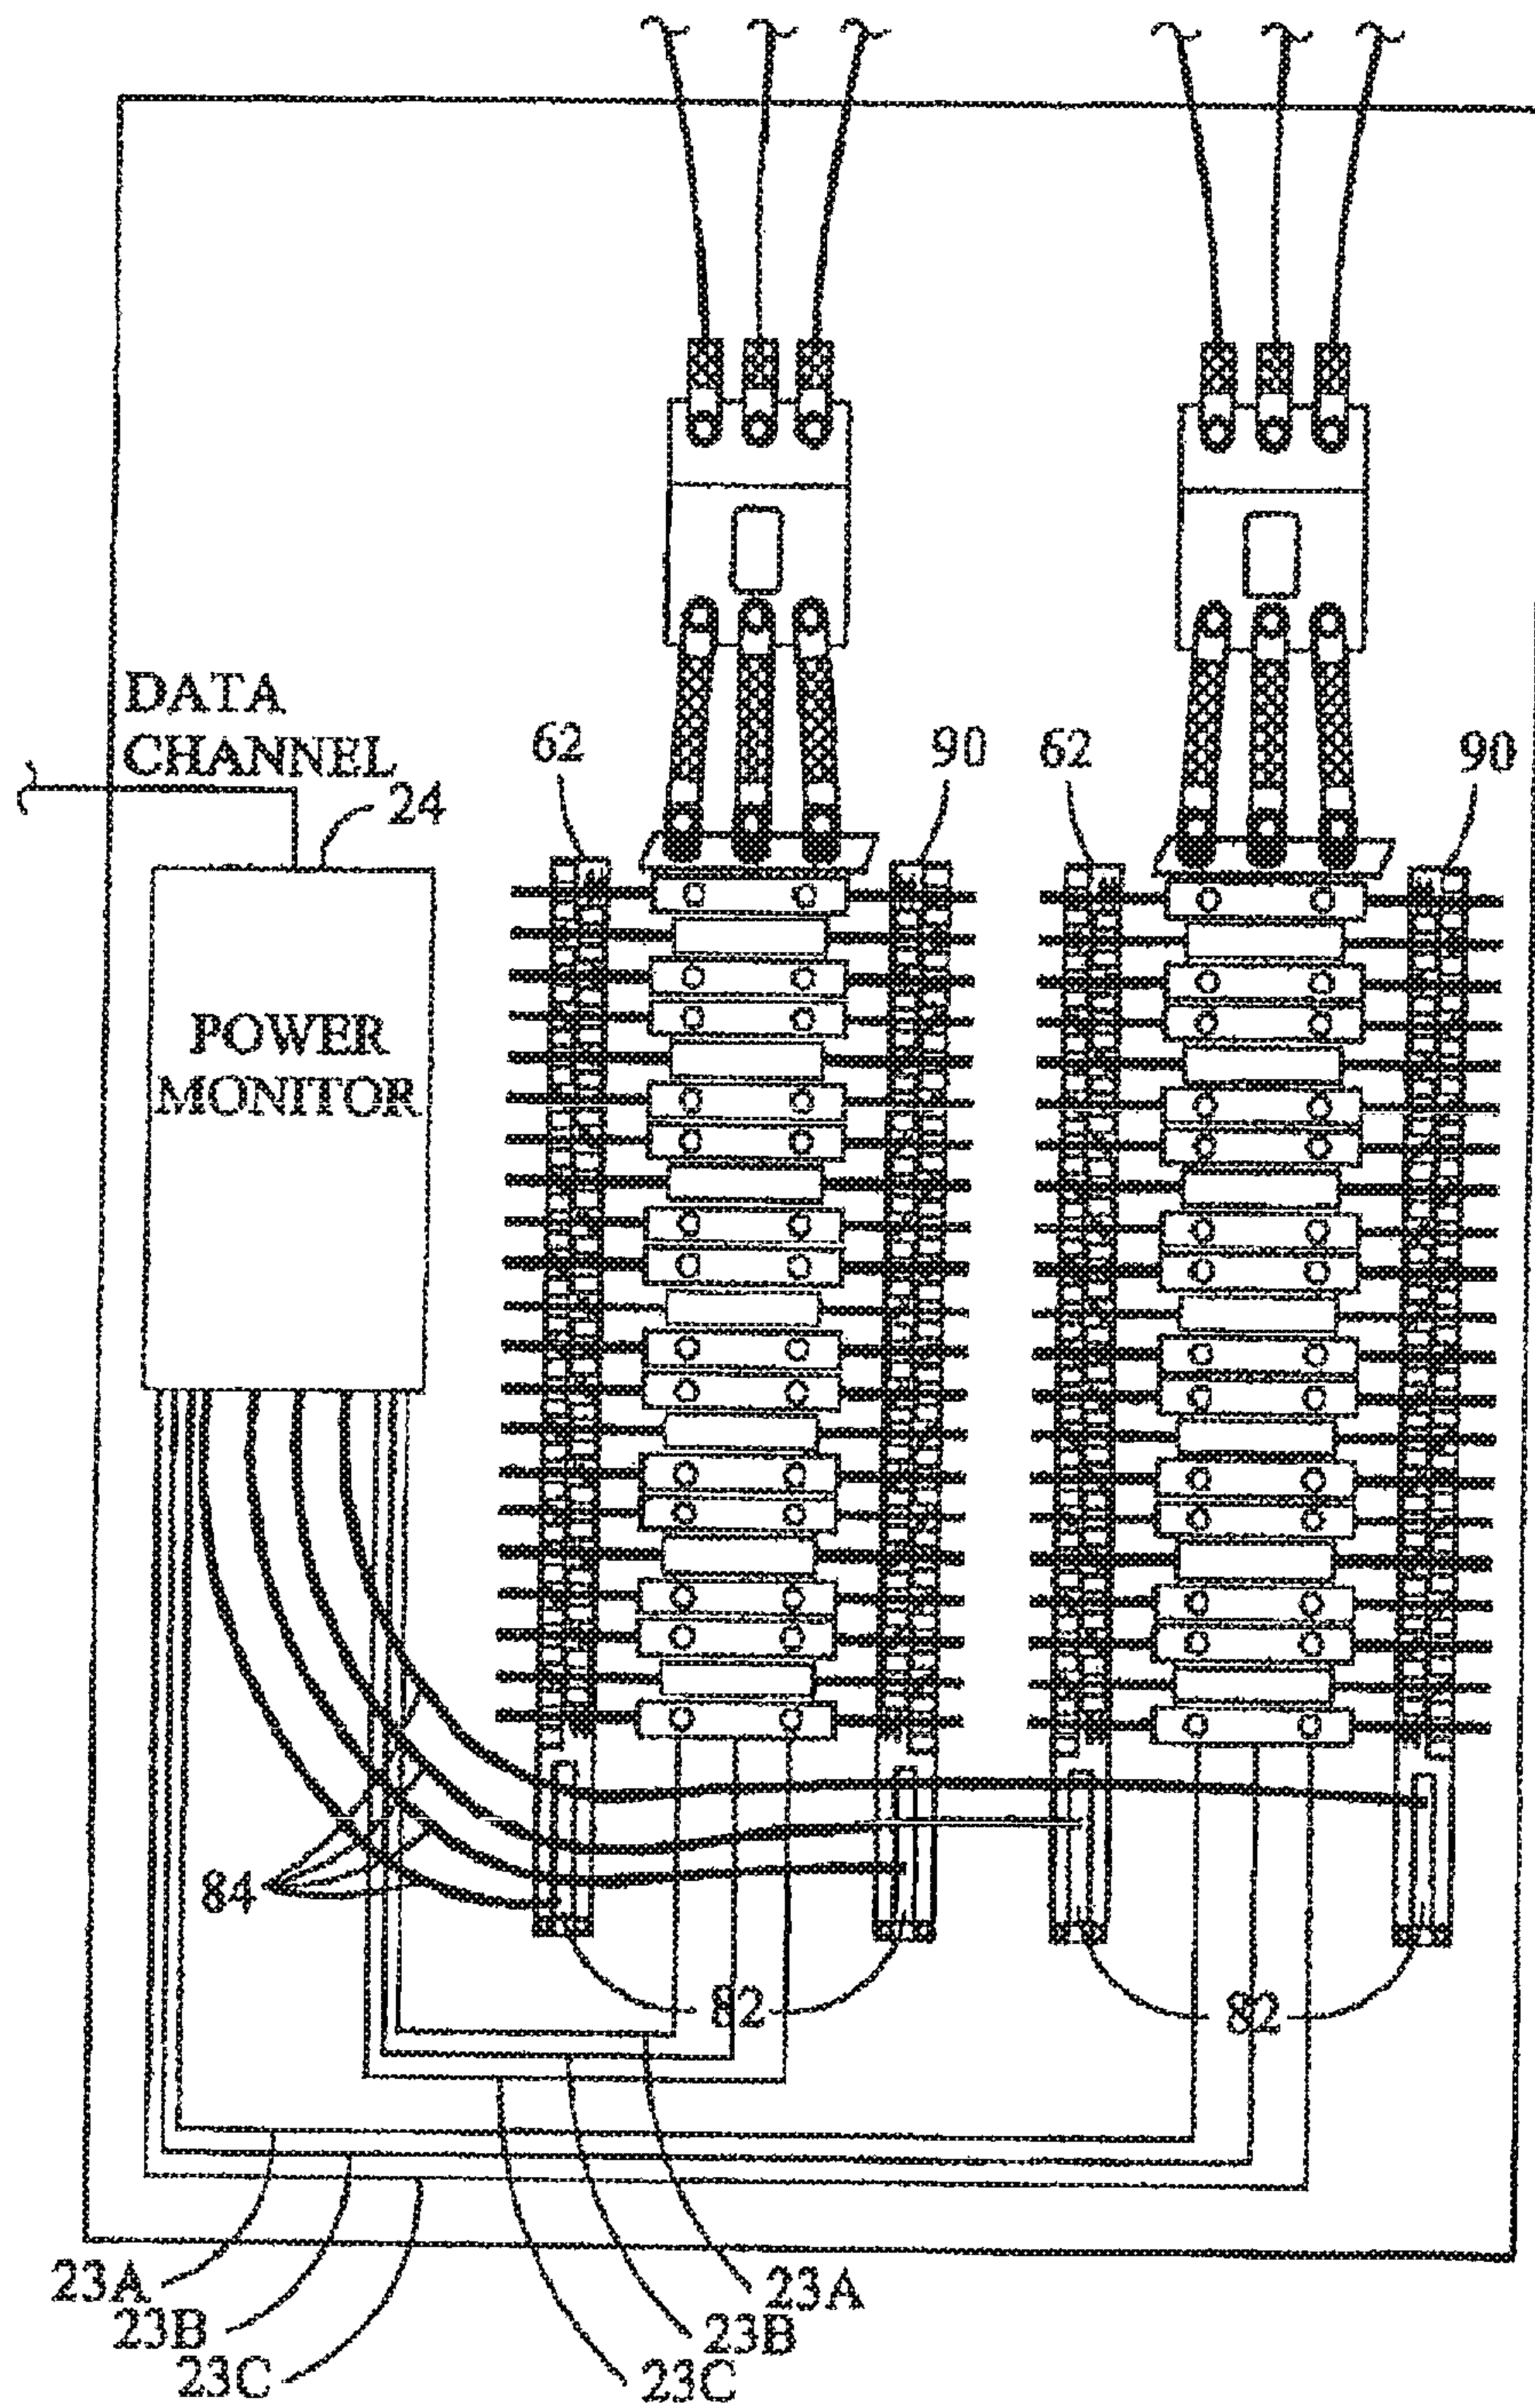 DATA
CHANNEL
24
62
90
62
90
POWER
MONITOR
84
82
82
23A
23B
23C
23A
23B
23C